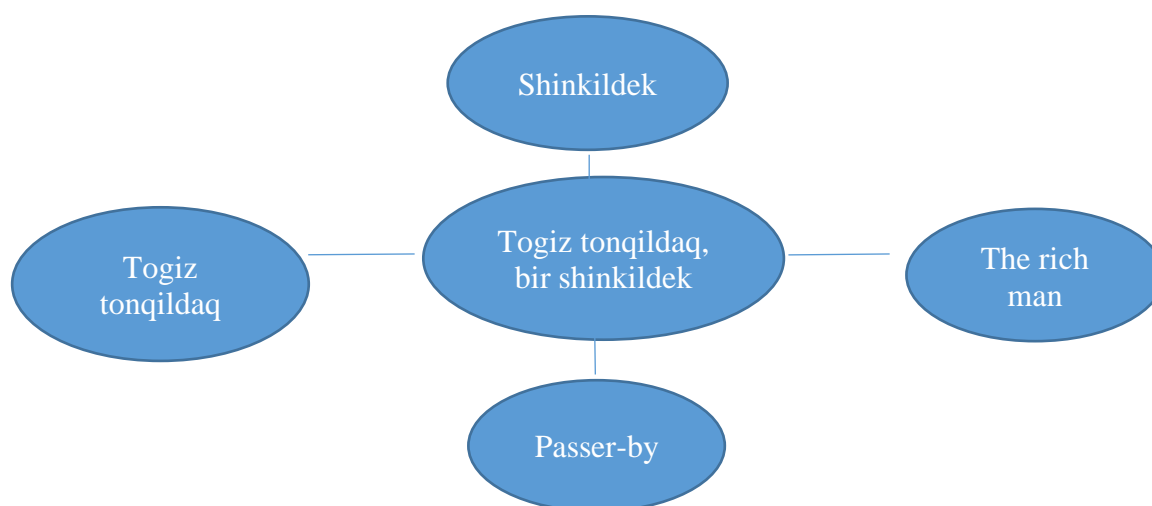 Shinkildek
Togiz
tonqildaq
Togiz tonqildaq,
bir shinkildek
The rich
man
Passer-by